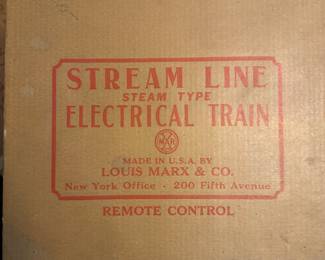 STREAM LINE
STEAM TYPE
ELECTRICAL TRAIN
MAR
MADE IN U.S.A. BY
LOUIS MARX & CO.
New York Office - 200 Fifth Avenue
REMOTE CONTROL